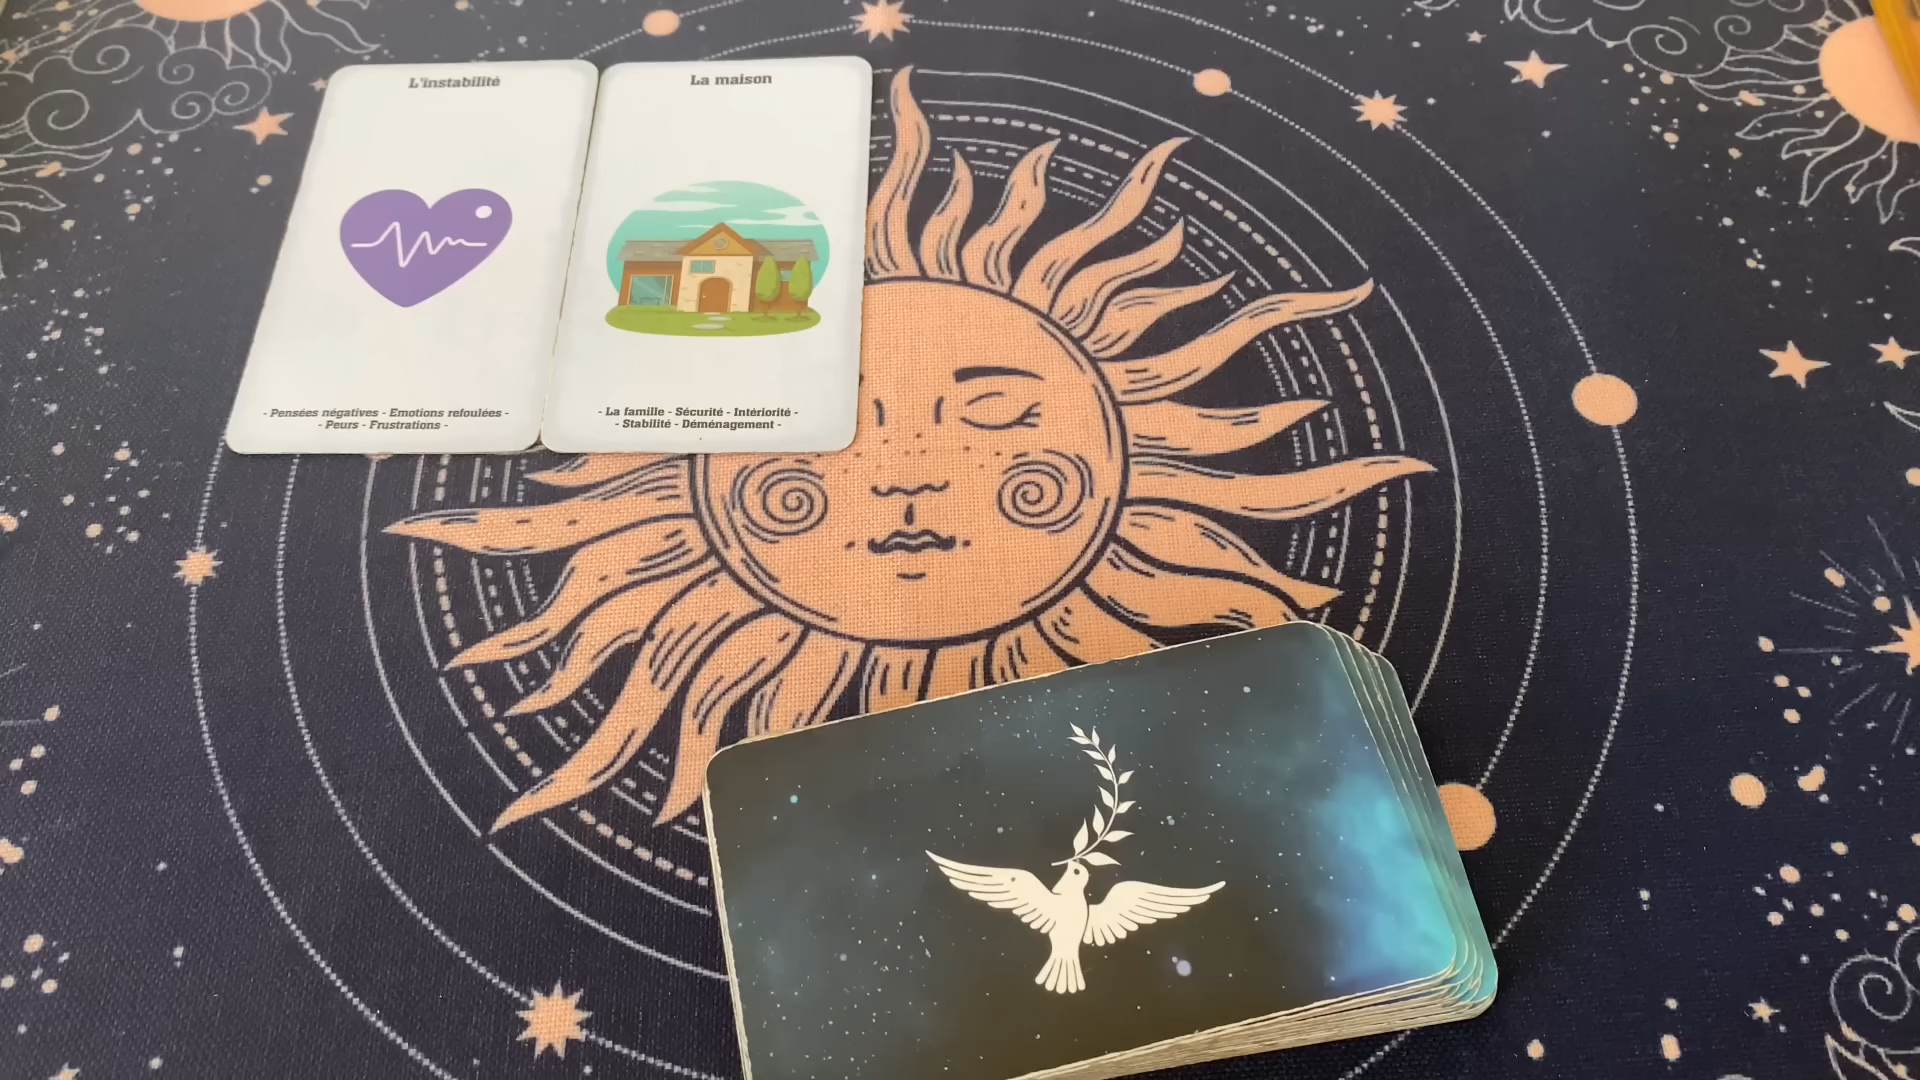 L'instabilité
- Pensées négatives - Emotions refoulées -
- Peurs - Frustrations -
La maison
- La famille - Sécurité - Intériorité -
- Stabilité - Déménagement -